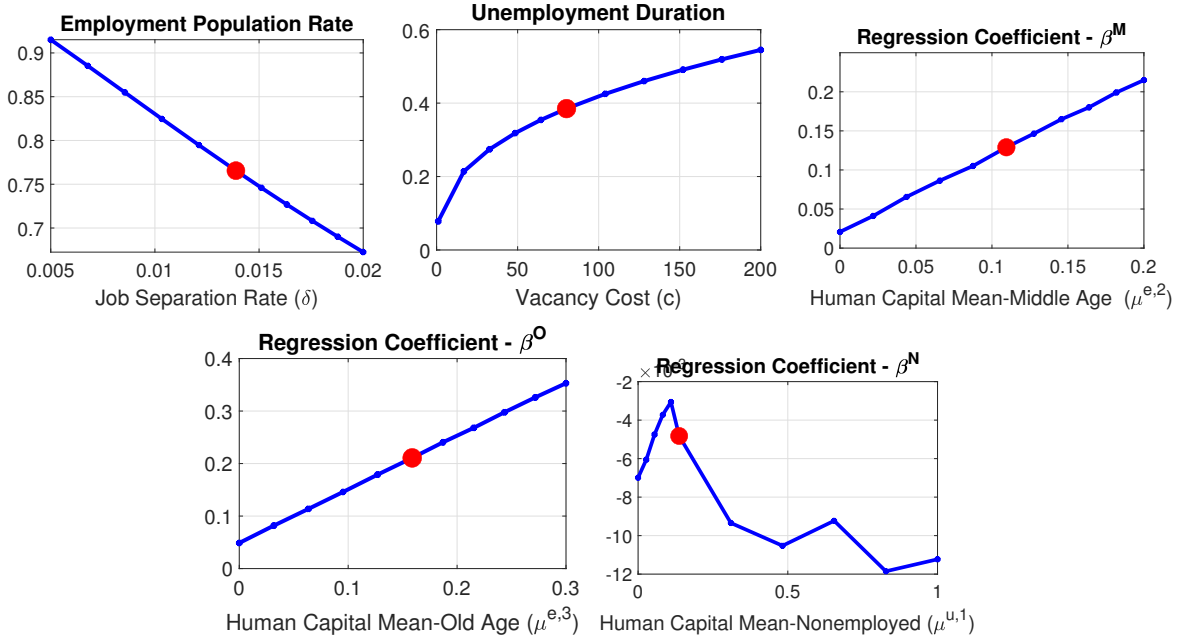 Employment Population Rate
0.9
0.85
0.8
0.75
0.7
0.005 0.01 0.015 0.02
Job Separation Rate (δ)
Unemployment Duration
0.6
0.4
0.2
0
0 50 100 150 200
Vacancy Cost (c)
Regression Coefficient - β^M
0.2
0.15
0.1
0.05
0
0 0.05 0.1 0.15 0.2
Human Capital Mean-Middle Age (μ^e,2)
Regression Coefficient - β^O
0.4
0.3
0.2
0.1
0
0 0.1 0.2 0.3
Human Capital Mean-Old Age (μ^e,3)
Regression Coefficient - β^N
×10^-3
-2
-4
-6
-8
-10
-12
0 0.5 1
Human Capital Mean-Nonemployed (μ^u,1)